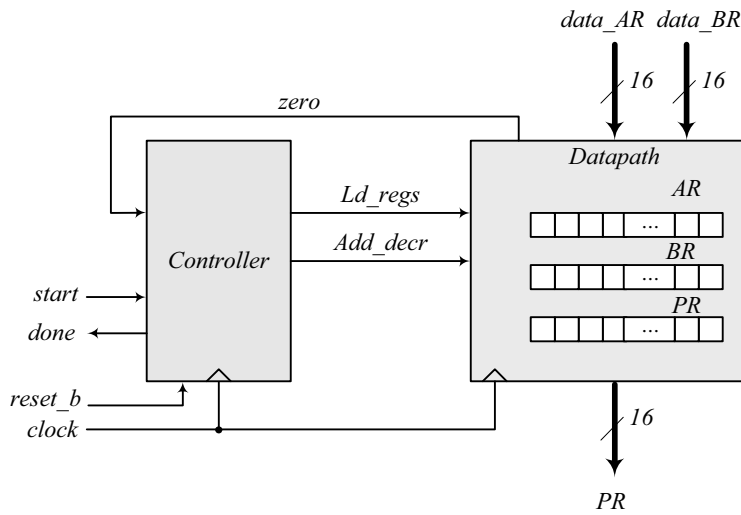 data_AR data_BR
16 16
zero
Datapath
AR
Ld_regs
...
Add_decr
BR
Controller
...
start
PR
done
...
reset_b
clock
16
PR